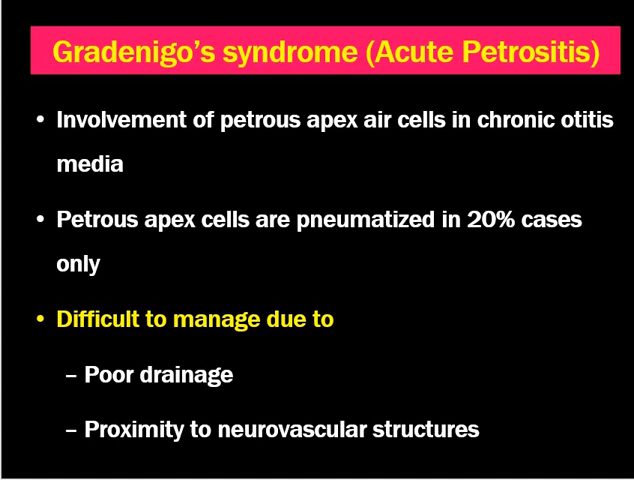 Gradenigo's syndrome (Acute Petrositis)
• Involvement of petrous apex air cells in chronic otitis
media
• Petrous apex cells are pneumatized in 20% cases
only
• Difficult to manage due to
– Poor drainage
– Proximity to neurovascular structures